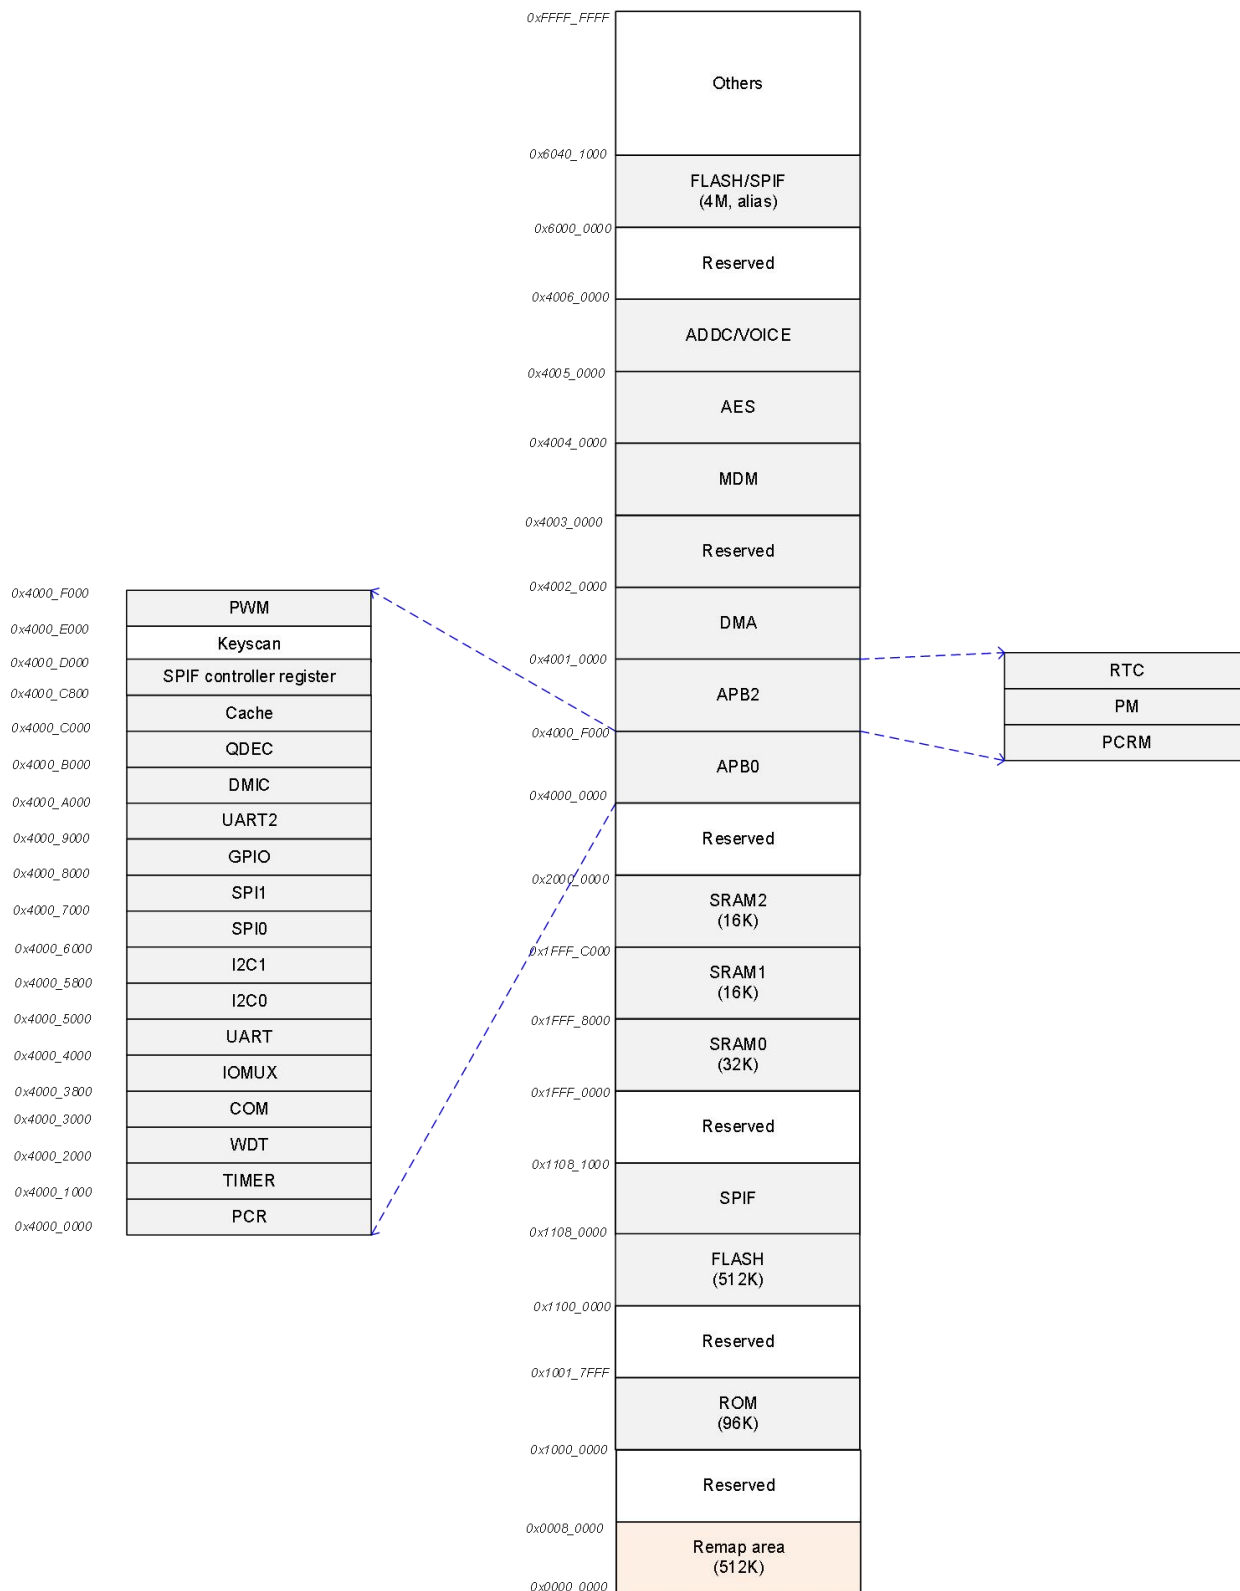 0xFFFF_FFFF
Others
0x6040_1000
FLASH/SPIF
(4M, alias)
0x6000_0000
Reserved
0x4006_0000
ADDC/VOICE
0x4005_0000
AES
0x4004_0000
MDM
0x4003_0000
Reserved
0x4002_0000
DMA
0x4001_0000
APB2
0x4000_F000
APB0
0x4000_0000
Reserved
0x2000_0000
SRAM2
(16K)
0x1FFF_C000
SRAM1
(16K)
0x1FFF_8000
SRAM0
(32K)
0x1FFF_0000
Reserved
0x1108_1000
SPIF
0x1108_0000
FLASH
(512K)
0x1100_0000
Reserved
0x1001_7FFF
ROM
(96K)
0x1000_0000
Reserved
0x0008_0000
Remap area
(512K)
0x0000_0000
0x4000_F000
PWM
0x4000_E000
Keyscan
0x4000_D000
SPIF controller register
0x4000_C800
Cache
0x4000_C000
QDEC
0x4000_B000
DMIC
0x4000_A000
UART2
0x4000_9000
GPIO
0x4000_8000
SPI1
0x4000_7000
SPI0
0x4000_6000
I2C1
0x4000_5800
I2C0
0x4000_5000
UART
0x4000_4000
IOMUX
0x4000_3800
COM
0x4000_3000
WDT
0x4000_2000
TIMER
0x4000_1000
PCR
0x4000_0000
RTC
PM
PCRM